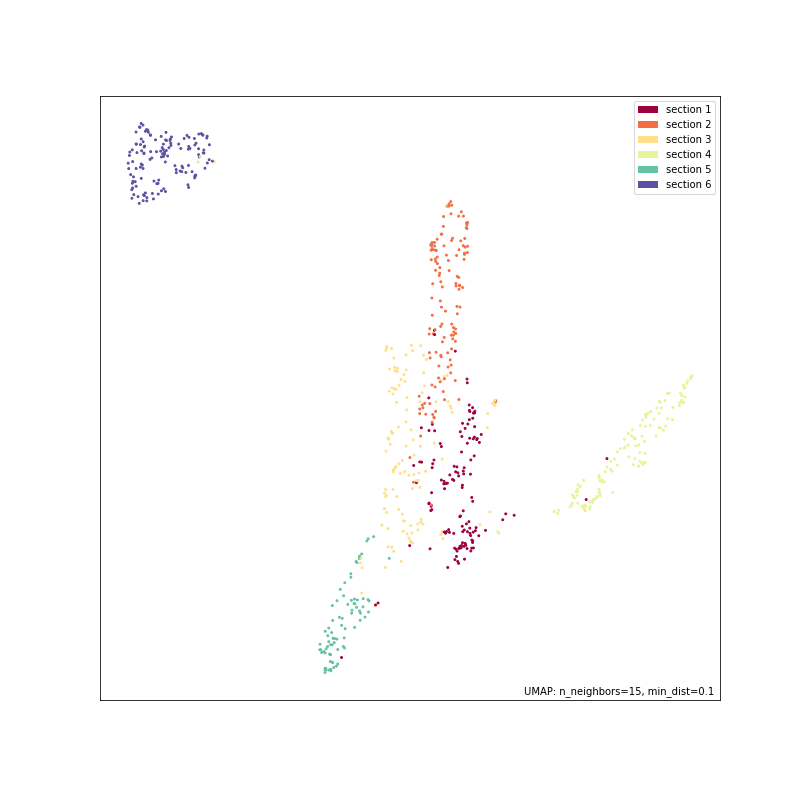 section 1
section 2
section 3
section 4
section 5
section 6
UMAP: n_neighbors=15, min_dist=0.1